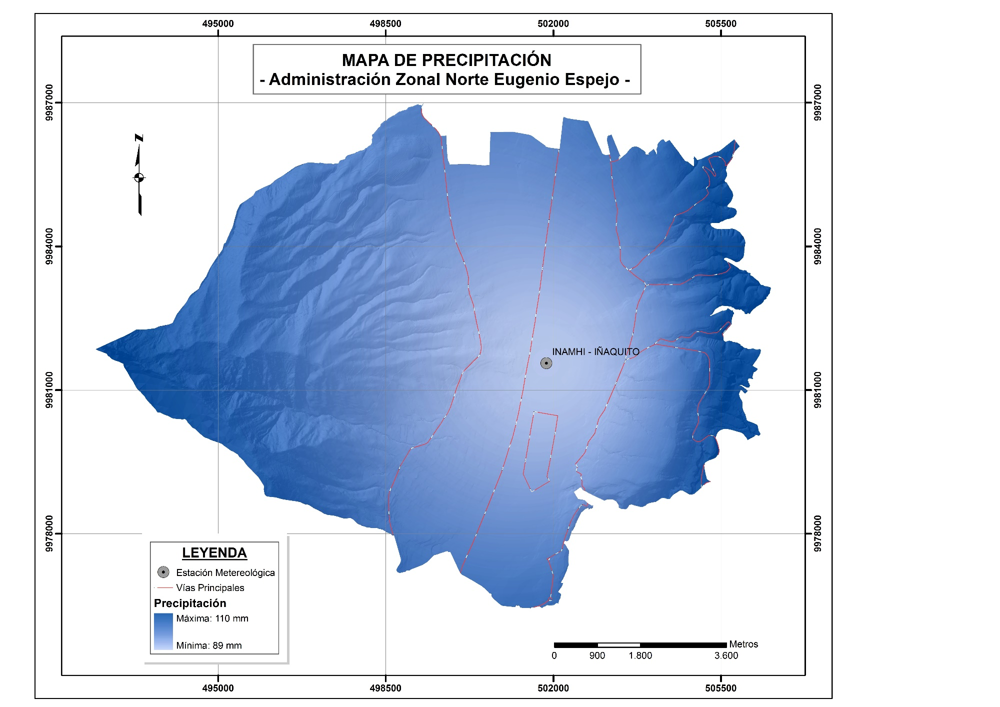 495000 498500 502000 505500
MAPA DE PRECIPITACIÓN
- Administración Zonal Norte Eugenio Espejo -
9987000 9987000
N
9984000 9984000
INAMHI - IÑAQUITO
9981000 9981000
9978000 9978000
LEYENDA
Estación Metereológica
Vías Principales
Precipitación
Máxima: 110 mm
Mínima: 89 mm
Metros
0 900 1.800 3.600
495000 498500 502000 505500